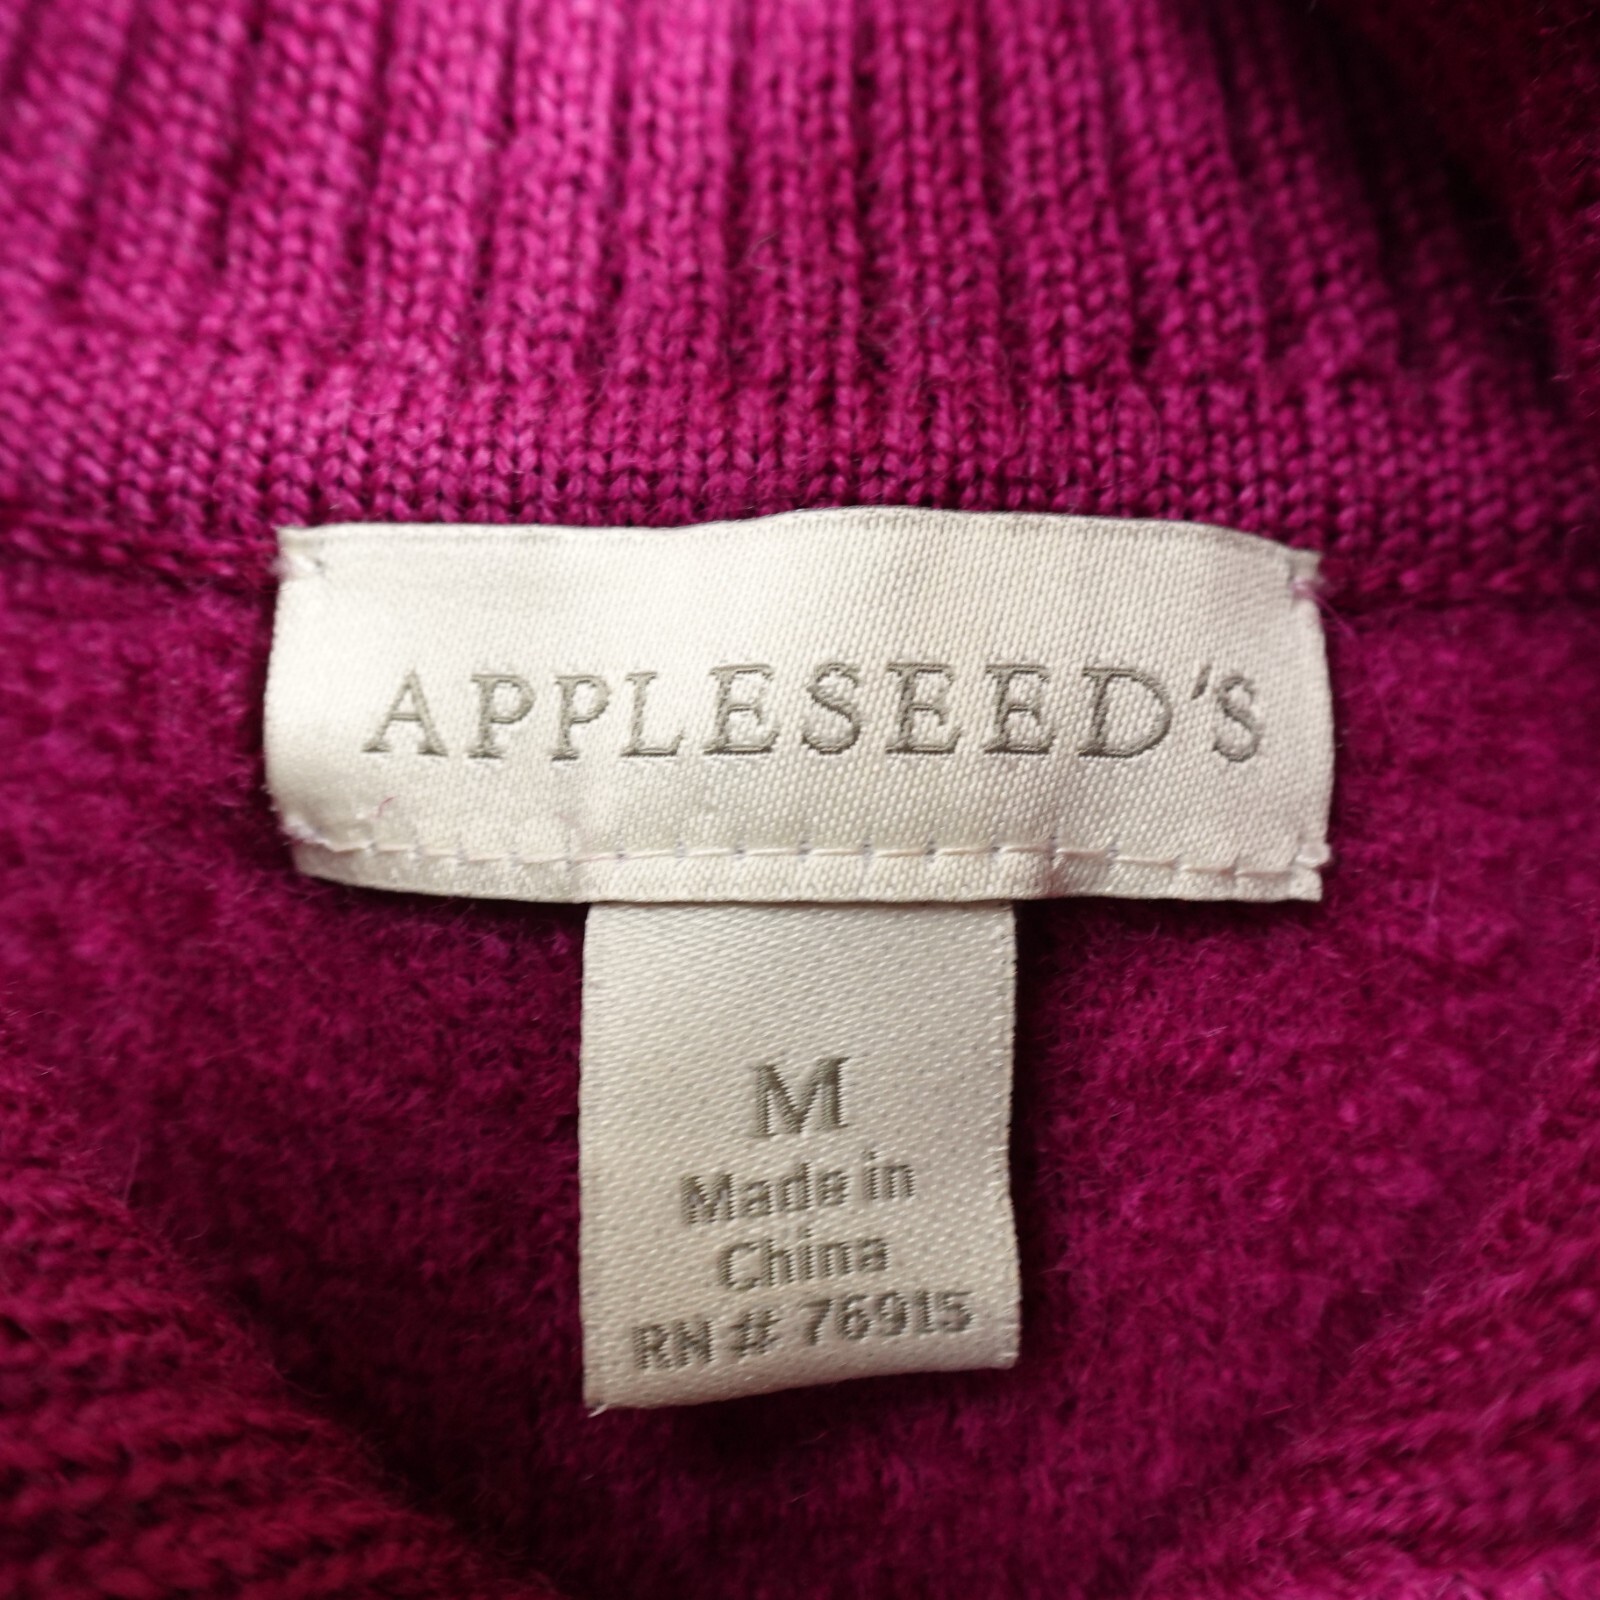 APPLESEED'S
M
Made in
China
RN # 76915